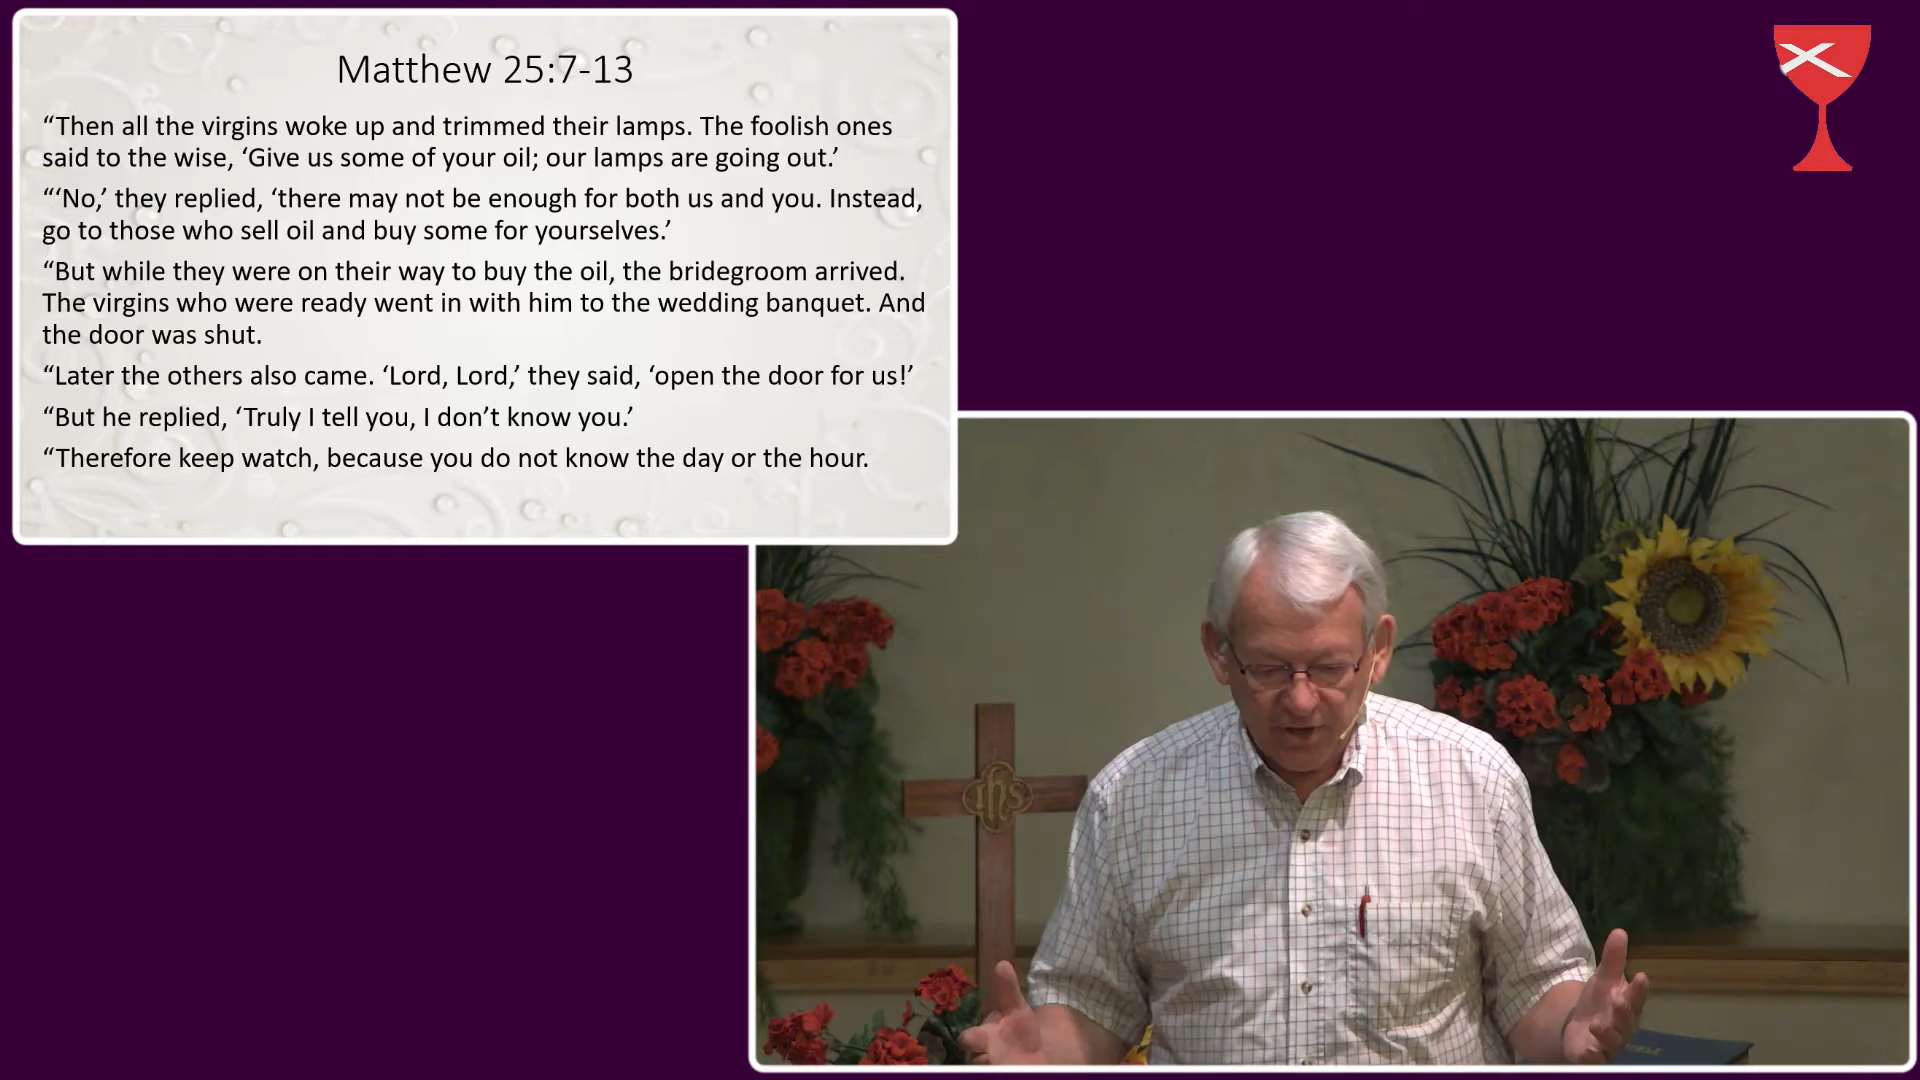 Matthew 25:7-13
“Then all the virgins woke up and trimmed their lamps. The foolish ones
said to the wise, ‘Give us some of your oil; our lamps are going out.’
“‘No,’ they replied, ‘there may not be enough for both us and you. Instead,
go to those who sell oil and buy some for yourselves.’
“But while they were on their way to buy the oil, the bridegroom arrived.
The virgins who were ready went in with him to the wedding banquet. And
the door was shut.
“Later the others also came. ‘Lord, Lord,’ they said, ‘open the door for us!’
“But he replied, ‘Truly I tell you, I don’t know you.’
“Therefore keep watch, because you do not know the day or the hour.
ihs